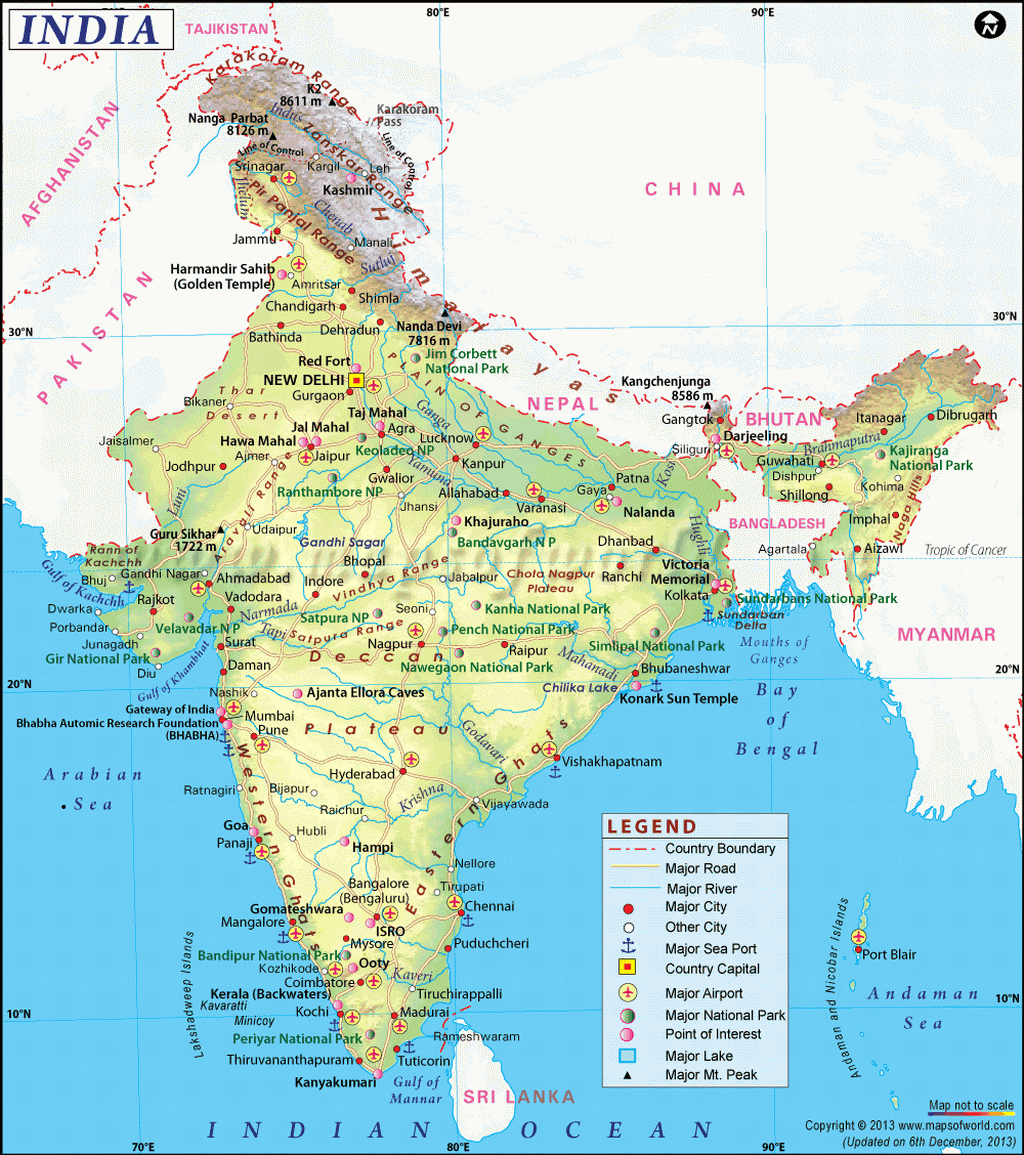 INDIA
80°E
90°E
N
TAJIKISTAN
Karakoram Range
K2
8611 m
Karakoram
Pass
Indus
Nanga Parbat
8126 m
Line of Control
Zanskar Range
Line of Control
AFGHANISTAN
Srinagar
Kargil
Leh
Kashmir
CHINA
Jhelum
Pir Panjal Range
Chenab
Himalayas
Jammu
Manali
Sutluj
Harmandir Sahib
(Golden Temple)
Amritsar
Shimla
Chandigarh
PAKISTAN
30°N
30°N
Bathinda
Dehradun
Nanda Devi
7816 m
Jim Corbett
National Park
Red Fort
NEW DELHI
Gurgaon
PLAIN OF GANGES
Thar
Desert
Bikaner
Taj Mahal
Agra
Ganga
NEPAL
Kangchenjunga
8586 m
Gangtok
BHUTAN
Itanagar
Dibrugarh
Jaisalmer
Hawa Mahal
Jal Mahal
Ajmer
Jaipur
Keoladeo NP
Lucknow
Kanpur
Darjeeling
Siliguri
Brahmaputra
Kajiranga
National Park
Jodhpur
Yamuna
Kosi
Guwahati
Dishpur
Shillong
Kohima
Naga Hills
Ranthambore NP
Gwalior
Allahabad
Varanasi
Gaya
Patna
Nalanda
Luni
Aravati Range
Jhansi
Khajuraho
BANGLADESH
Imphal
Guru Sikhar
1722 m
Udaipur
Gandhi Sagar
Bandavgarh N P
Dhanbad
Hughli
Agartala
Aizawl
Tropic of Cancer
Rann of
Kachchh
Gulf of Kachchh
Bhuj
Gandhi Nagar
Ahmadabad
Bhopal
Vindhya Range
Jabalpur
Chota Nagpur
Plateau
Ranchi
Victoria
Memorial
Kolkata
Dwarka
Rajkot
Vadodara
Indore
Narmada
Satpura NP
Seoni
Kanha National Park
Sundarbans National Park
Sundarban
Delta
Porbandar
Velavadar N P
Tapi
Satpura Range
Pench National Park
Simlipal National Park
Mouths of
Ganges
MYANMAR
Junagadh
Surat
Nagpur
Deccan
Raipur
Gir National Park
Gulf of Khambhat
Daman
Nawegaon National Park
Mahanadi
Bhubaneshwar
Diu
20°N
20°N
Nashik
Ajanta Ellora Caves
Chilika Lake
Konark Sun Temple
Bay
of
Bengal
Gateway of India
Mumbai
Bhabha Automic Research Foundation
(BHABHA)
Pune
Plateau
Godavari
Eastern Ghats
Vishakhapatnam
Arabian
Sea
Western Ghats
Hyderabad
Ratnagiri
Bijapur
Krishna
Vijayawada
Raichur
Goa
Panaji
Hubli
Hampi
Nellore
Bangalore
(Bengaluru)
Tirupati
Gomateshwara
Chennai
Mangalore
ISRO
Mysore
Puduchcheri
Bandipur National Park
Lakshadweep Islands
Kozhikode
Ooty
Coimbatore
Kaveri
Kerala (Backwaters)
Tiruchirappalli
Kavaratti
Kochi
Madurai
Minicoy
10°N
10°N
Periyar National Park
Rameshwaram
Thiruvananthapuram
Tuticorin
Kanyakumari
Gulf of
Mannar
SRI LANKA
LEGEND
Country Boundary
Major Road
Major River
Major City
Other City
Major Sea Port
Country Capital
Major Airport
Major National Park
Point of Interest
Major Lake
Major Mt. Peak
Andaman and Nicobar Islands
Port Blair
Andaman
Sea
Map not to scale
Copyright © 2013 www.mapsofworld.com
(Updated on 6th December, 2013)
INDIAN OCEAN
70°E
80°E
90°E